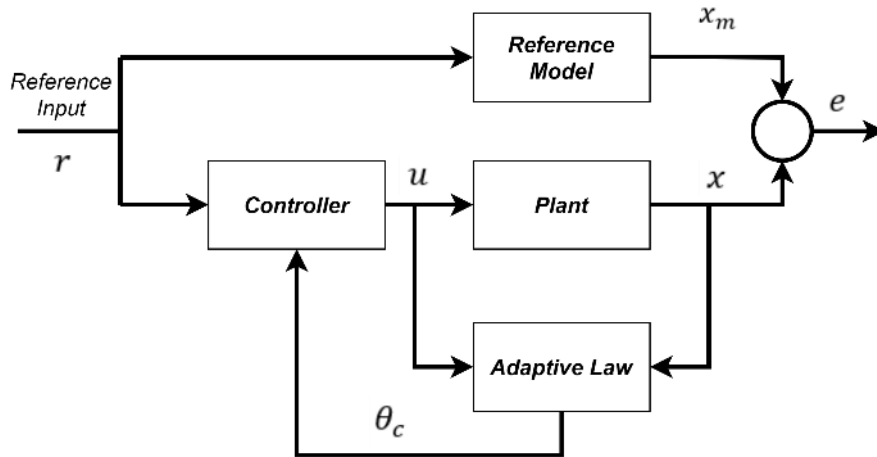 x_m
Reference
Model
e
Reference
Input
r
u
x
Controller
Plant
Adaptive Law
θ_c